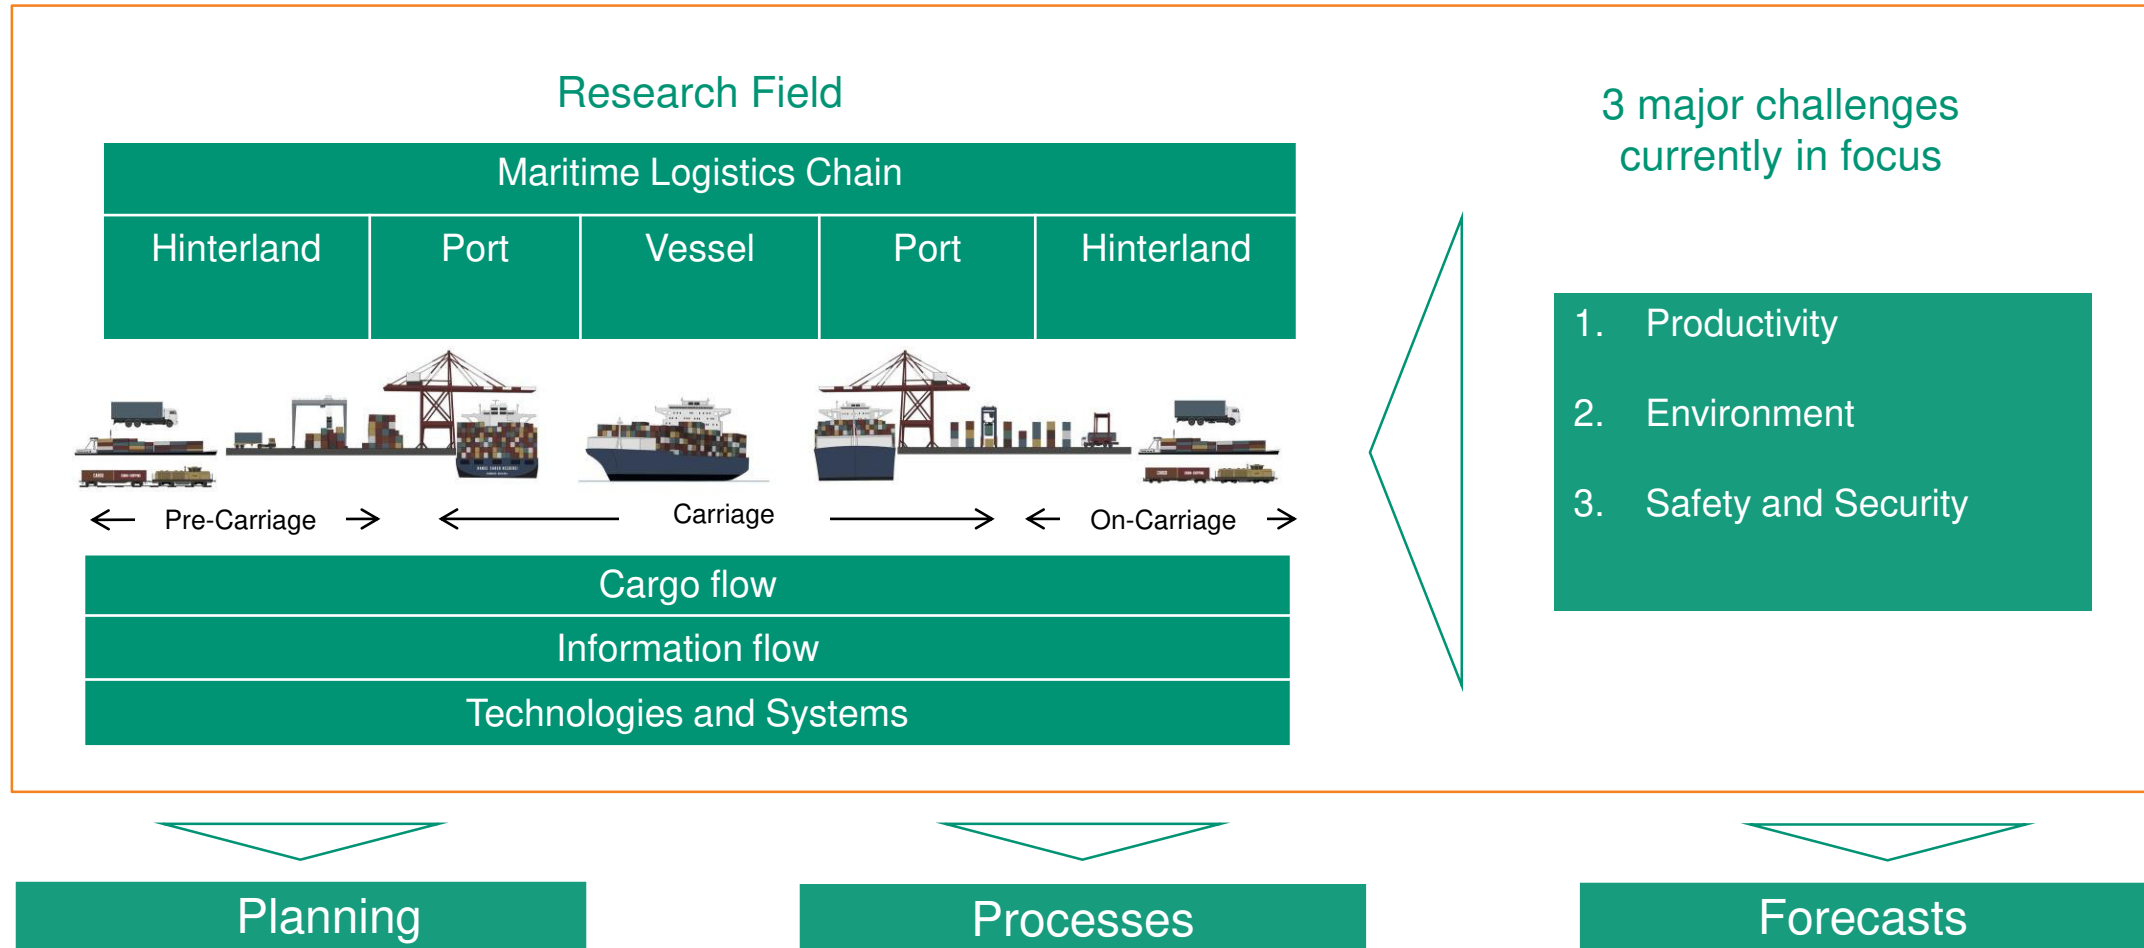 Research Field
Maritime Logistics Chain
Hinterland
Port
Vessel
Port
Hinterland
Pre-Carriage
Carriage
On-Carriage
Cargo flow
Information flow
Technologies and Systems
3 major challenges
currently in focus
1. Productivity
2. Environment
3. Safety and Security
Planning
Processes
Forecasts